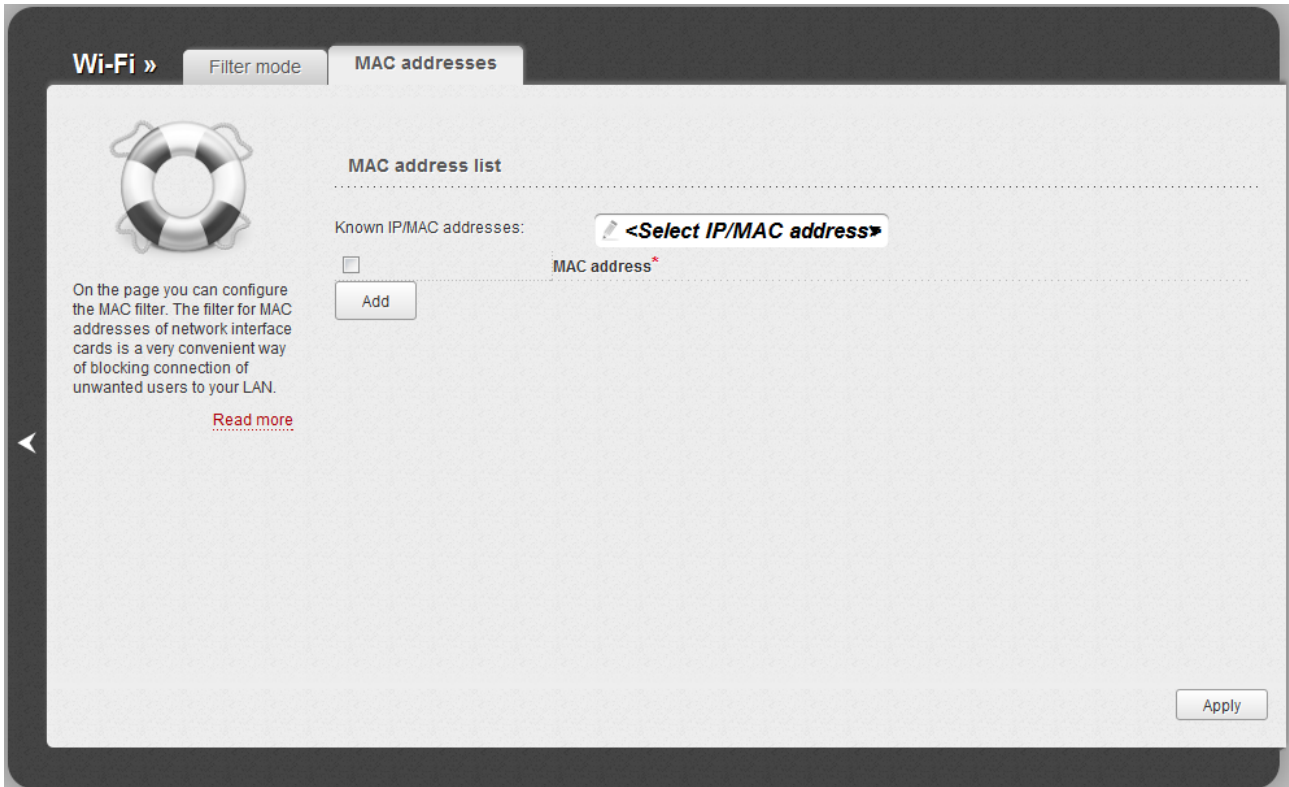 Wi-Fi »
Filter mode
MAC addresses
On the page you can configure
the MAC filter. The filter for MAC
addresses of network interface
cards is a very convenient way
of blocking connection of
unwanted users to your LAN.
Read more
MAC address list
Known IP/MAC addresses:
<Select IP/MAC address>
MAC address*
Add
Apply